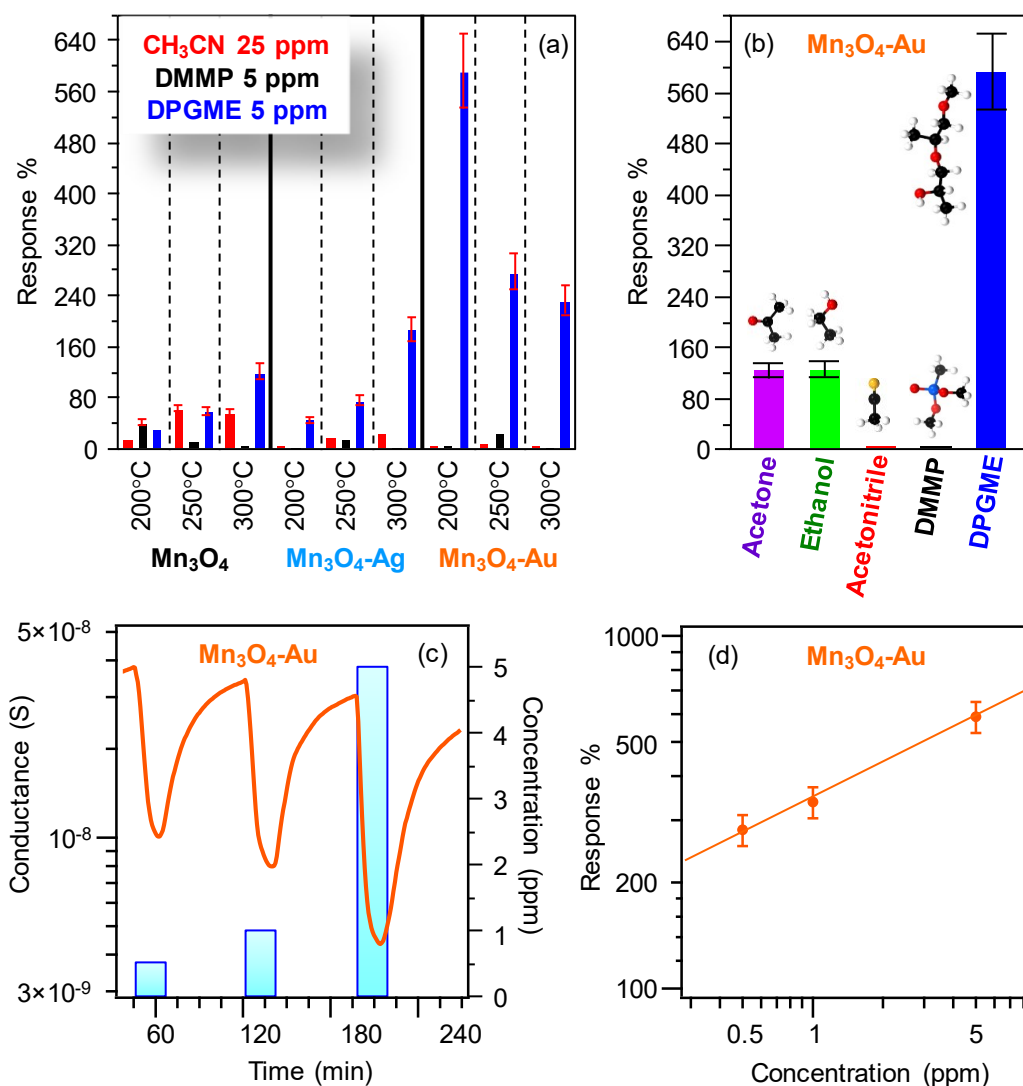 (a)
CH₃CN 25 ppm
DMMP 5 ppm
DPGME 5 ppm
Response %
640
560
480
400
320
240
160
80
0
200°C
250°C
300°C
200°C
250°C
300°C
200°C
250°C
300°C
Mn₃O₄
Mn₃O₄-Ag
Mn₃O₄-Au
(b)
Mn₃O₄-Au
Response %
640
560
480
400
320
240
160
80
0
Acetone
Ethanol
Acetonitrile
DMMP
DPGME
Mn₃O₄-Au
(c)
Conductance (S)
5×10⁻⁸
10⁻⁸
3×10⁻⁹
5
4
3
2
1
0
Concentration (ppm)
60
120
180
240
Time (min)
(d)
Mn₃O₄-Au
Response %
1000
500
200
100
0.5
1
5
Concentration (ppm)